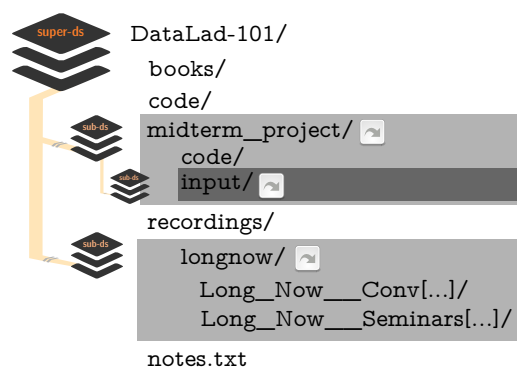 super-ds
DataLad-101/
books/
code/
sub-ds
midterm_project/
code/
sub-ds
input/
recordings/
sub-ds
longnow/
Long_Now__Conv[...]/
Long_Now__Seminars[...]/
notes.txt